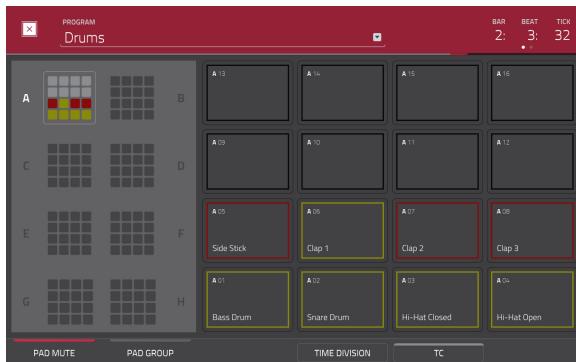 PROGRAM
Drums
BAR BEAT TICK
2: 3: 32
A B
C D
E F
G H
A 13 A 14 A 15 A 16
A 09 A 10 A 11 A 12
A 05 A 06 A 07 A 08
Side Stick Clap 1 Clap 2 Clap 3
A 01 A 02 A 03 A 04
Bass Drum Snare Drum Hi-Hat Closed Hi-Hat Open
PAD MUTE PAD GROUP TIME DIVISION TC